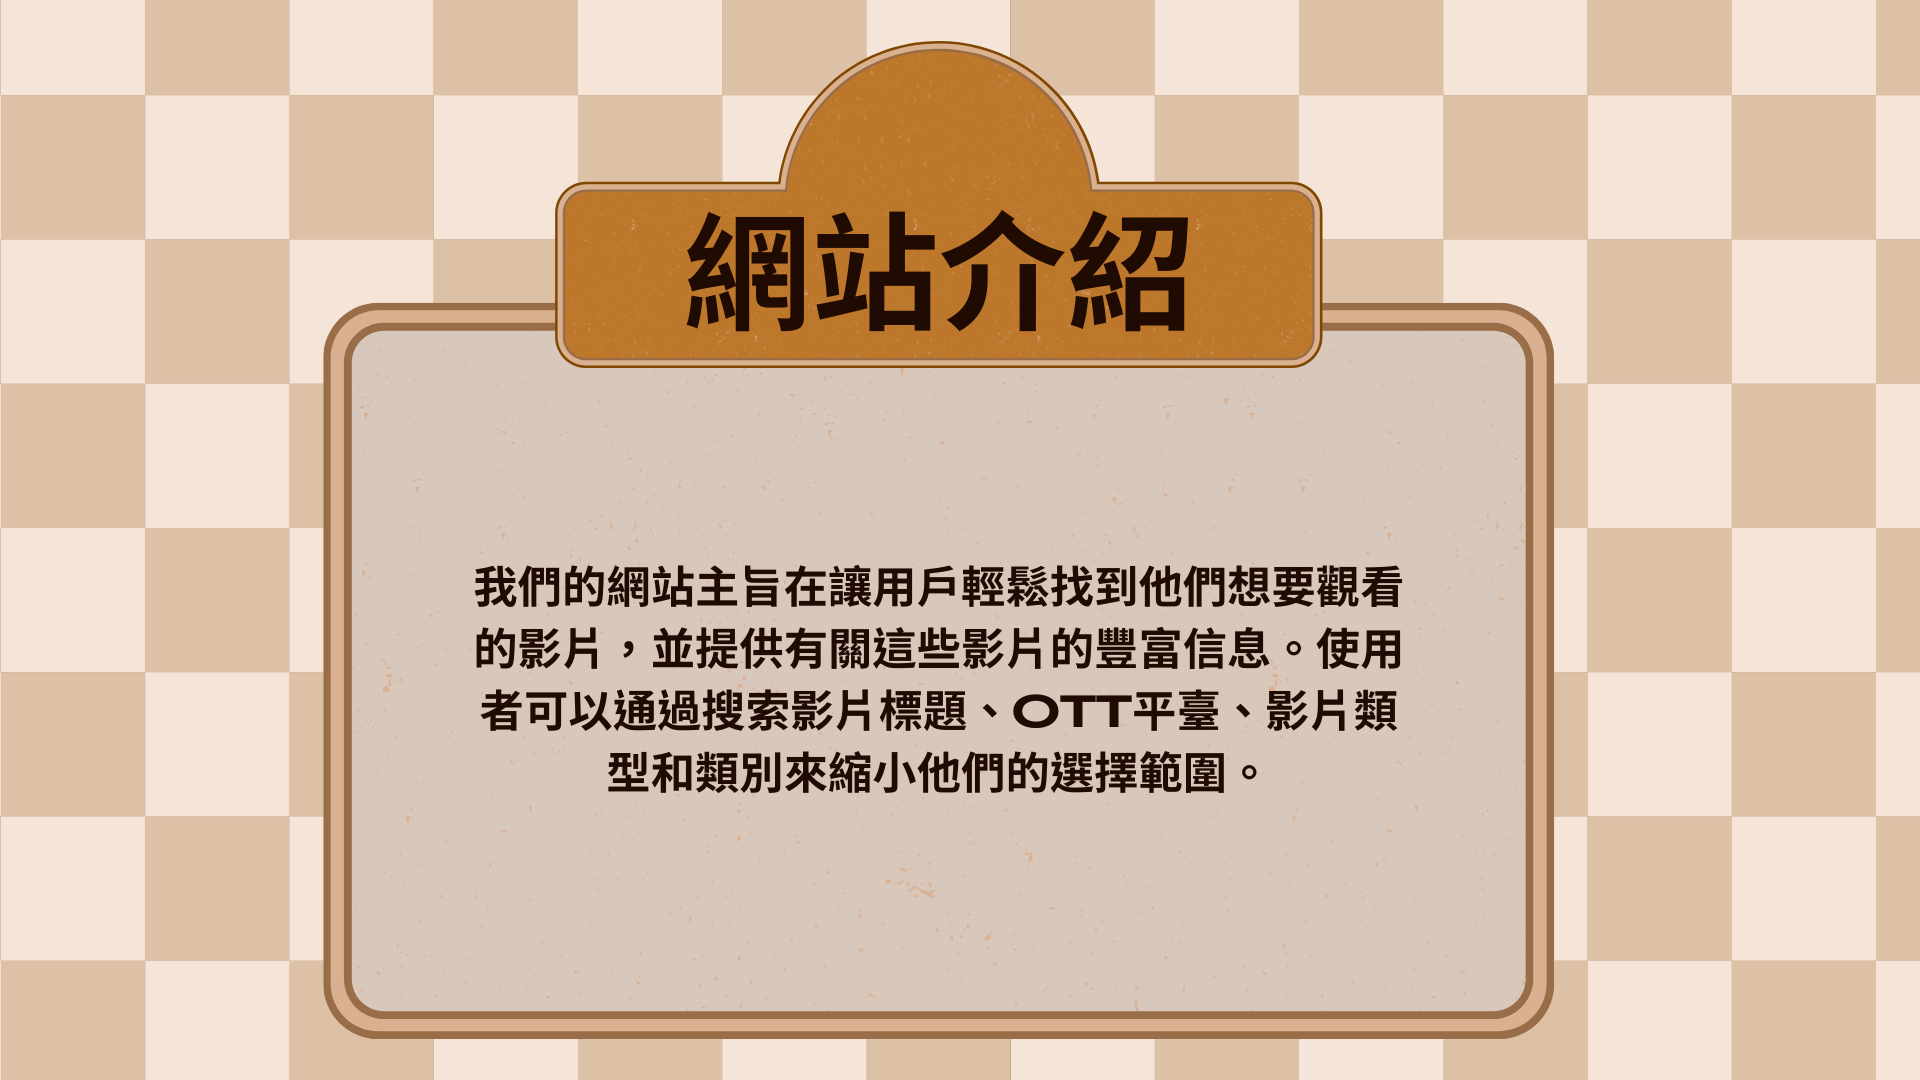 網站介紹
我們的網站主旨在讓用戶輕鬆找到他們想要觀看
的影片，並提供有關這些影片的豐富信息。使用
者可以通過搜索影片標題、OTT平臺、影片類
型和類別來縮小他們的選擇範圍。